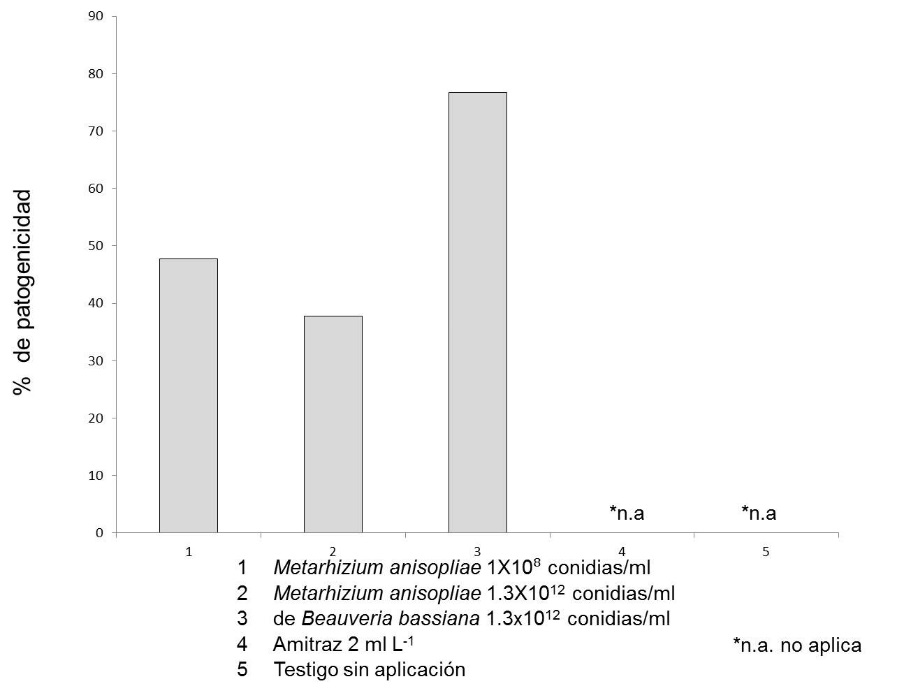 90
80
70
60
50
40
30
20
10
0
% de patogenicidad
*n.a *n.a
1 2 3 4 5
1 Metarhizium anisopliae 1X10⁸ conidias/ml
2 Metarhizium anisopliae 1.3X10¹² conidias/ml
3 de Beauveria bassiana 1.3x10¹² conidias/ml
4 Amitraz 2 ml L⁻¹
*n.a. no aplica
5 Testigo sin aplicación